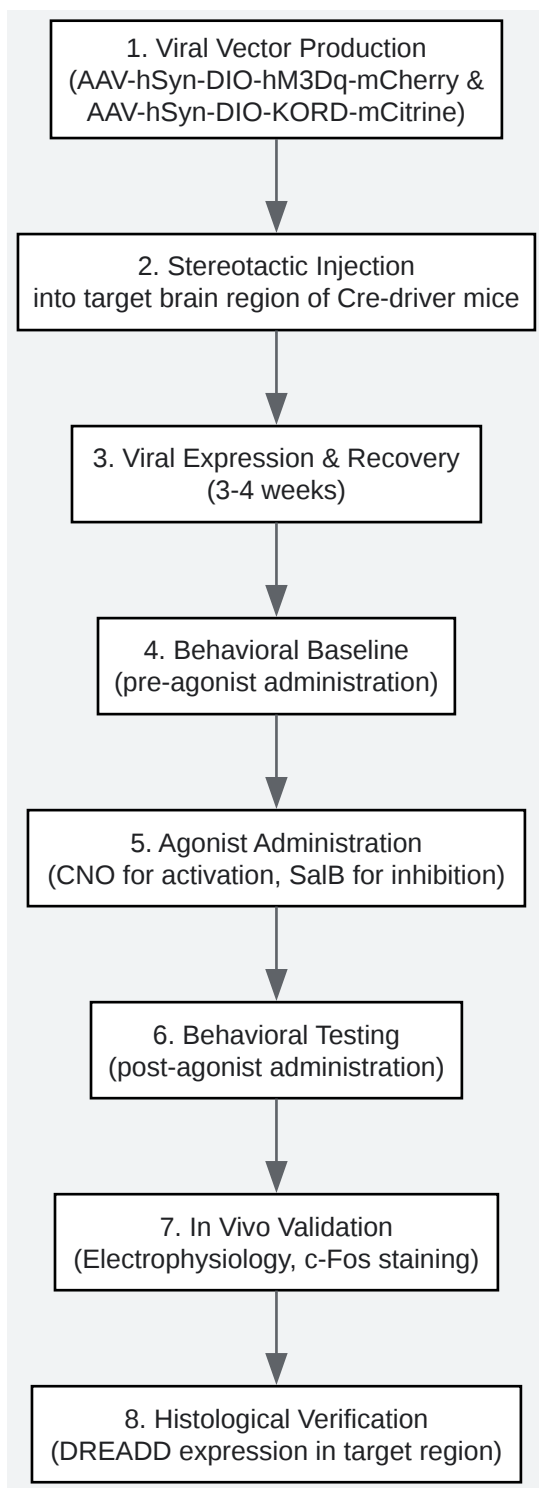 1. Viral Vector Production
(AAV-hSyn-DIO-hM3Dq-mCherry &
AAV-hSyn-DIO-KORD-mCitrine)
2. Stereotactic Injection
into target brain region of Cre-driver mice
3. Viral Expression & Recovery
(3-4 weeks)
4. Behavioral Baseline
(pre-agonist administration)
5. Agonist Administration
(CNO for activation, SalB for inhibition)
6. Behavioral Testing
(post-agonist administration)
7. In Vivo Validation
(Electrophysiology, c-Fos staining)
8. Histological Verification
(DREADD expression in target region)